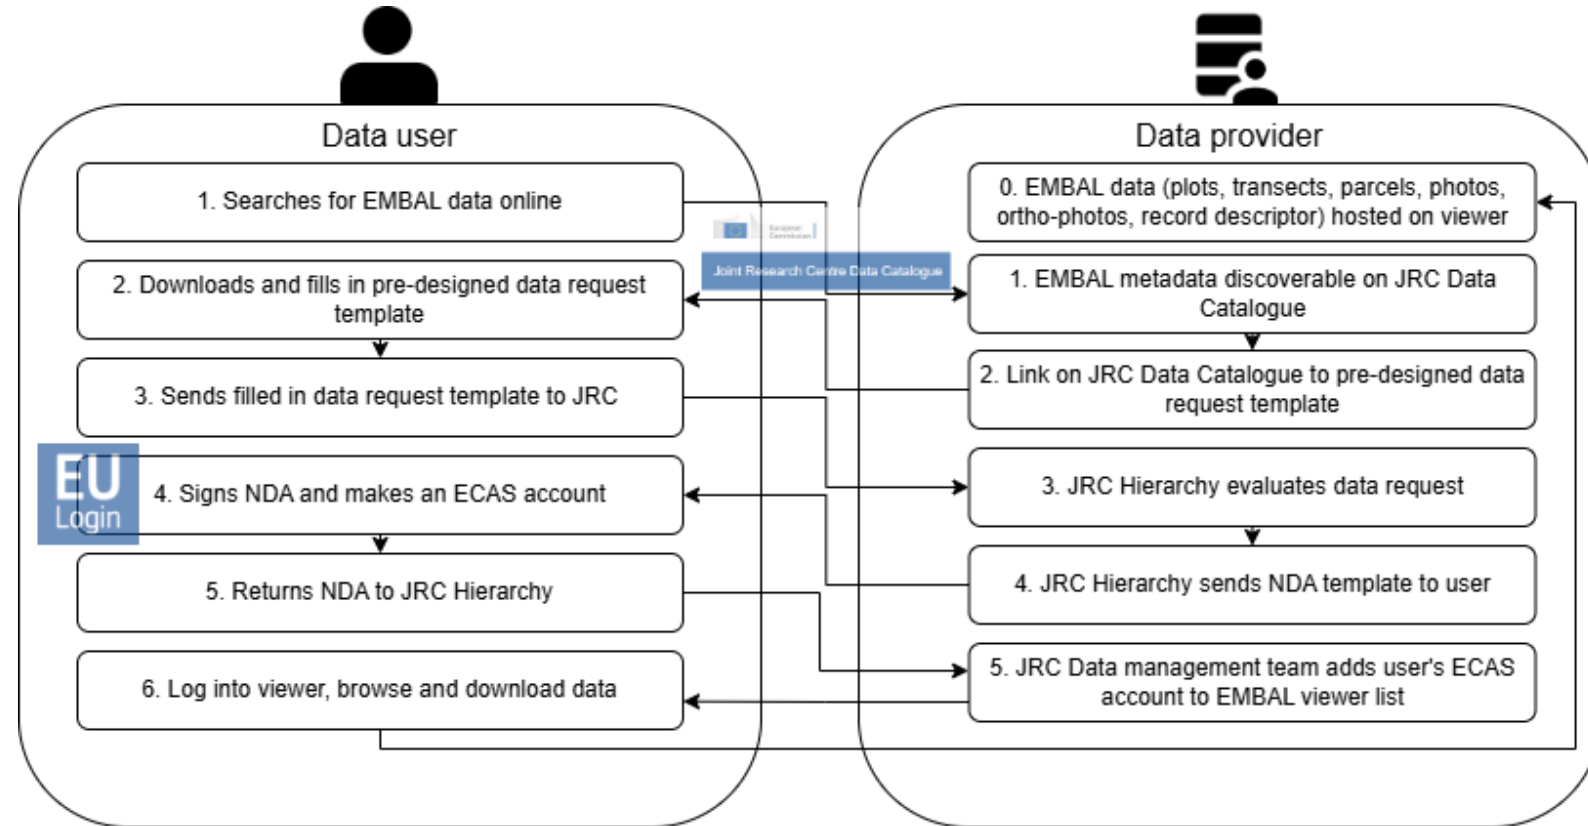 Data user
1. Searches for EMBAL data online
2. Downloads and fills in pre-designed data request
template
3. Sends filled in data request template to JRC
EU
Login
4. Signs NDA and makes an ECAS account
5. Returns NDA to JRC Hierarchy
6. Log into viewer, browse and download data
European
Commission
Joint Research Centre Data Catalogue
Data provider
0. EMBAL data (plots, transects, parcels, photos,
ortho-photos, record descriptor) hosted on viewer
1. EMBAL metadata discoverable on JRC Data
Catalogue
2. Link on JRC Data Catalogue to pre-designed data
request template
3. JRC Hierarchy evaluates data request
4. JRC Hierarchy sends NDA template to user
5. JRC Data management team adds user's ECAS
account to EMBAL viewer list